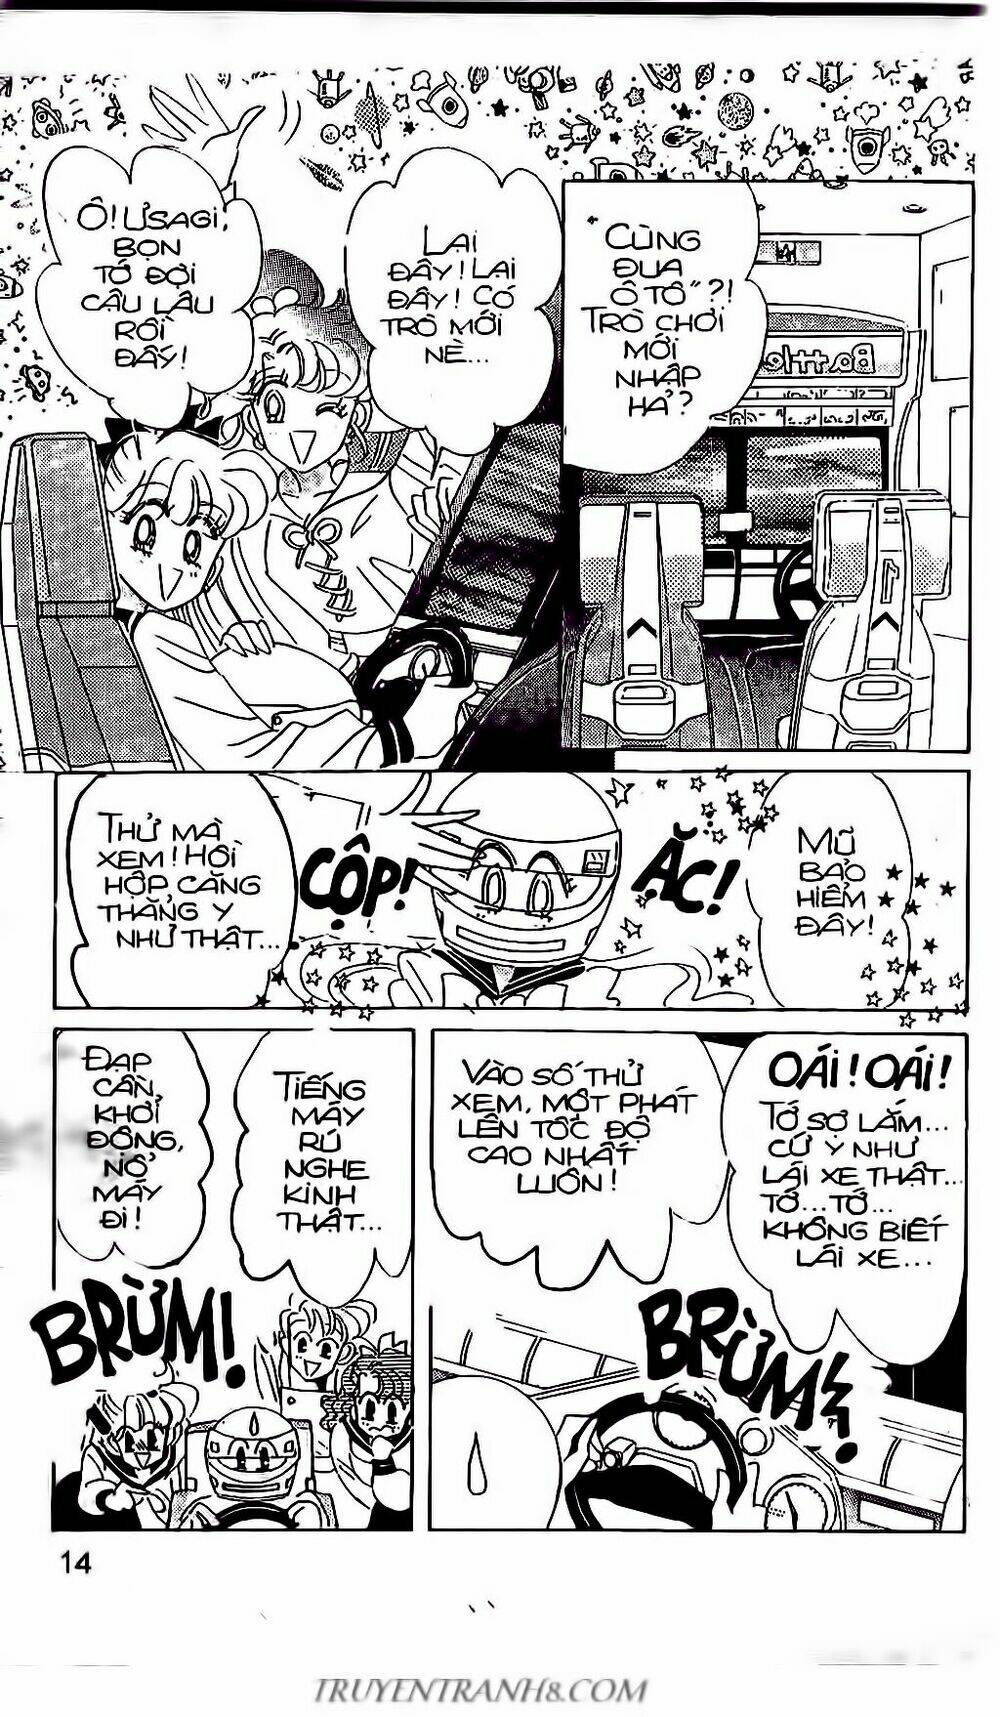 Ô! ƯSAGI,
BỌN
TỚ ĐỢI
CẬU LÂU
RỒI
ĐẤY!
LẠI
ĐÂY! LẠI
ĐÂY! CÓ
TRÒ MỚI
NÈ...
"CÙNG
ĐUA
Ô TÔ"?!
TRÒ CHƠI
MỚI
NHẬP
HẢ?
THỬ MÀ
XEM! HỒI
HỘP, CĂNG
THẲNG Y
NHƯ THẬT...
CỘP!
ẶC!
MŨ
BẢO
HIỂM
ĐÂY!
ĐẠP
CẦN,
KHỞI
ĐỘNG,
NỔ
MÁY
ĐI!
TIẾNG
MÁY
RÚ
NGHE
KINH
THẬT...
BRỪM!
VÀO SỐ THỬ
XEM, MỘT PHÁT
LÊN TỐC ĐỘ
CAO NHẤT
LUÔN!
OÁI! OÁI!
TỚ SỢ LẮM...
CỨ Y NHƯ
LÁI XE THẬT...
TỚ... TỚ...
KHÔNG BIẾT
LÁI XE...
BRỪM
14
TRUYENTRANH8.COM